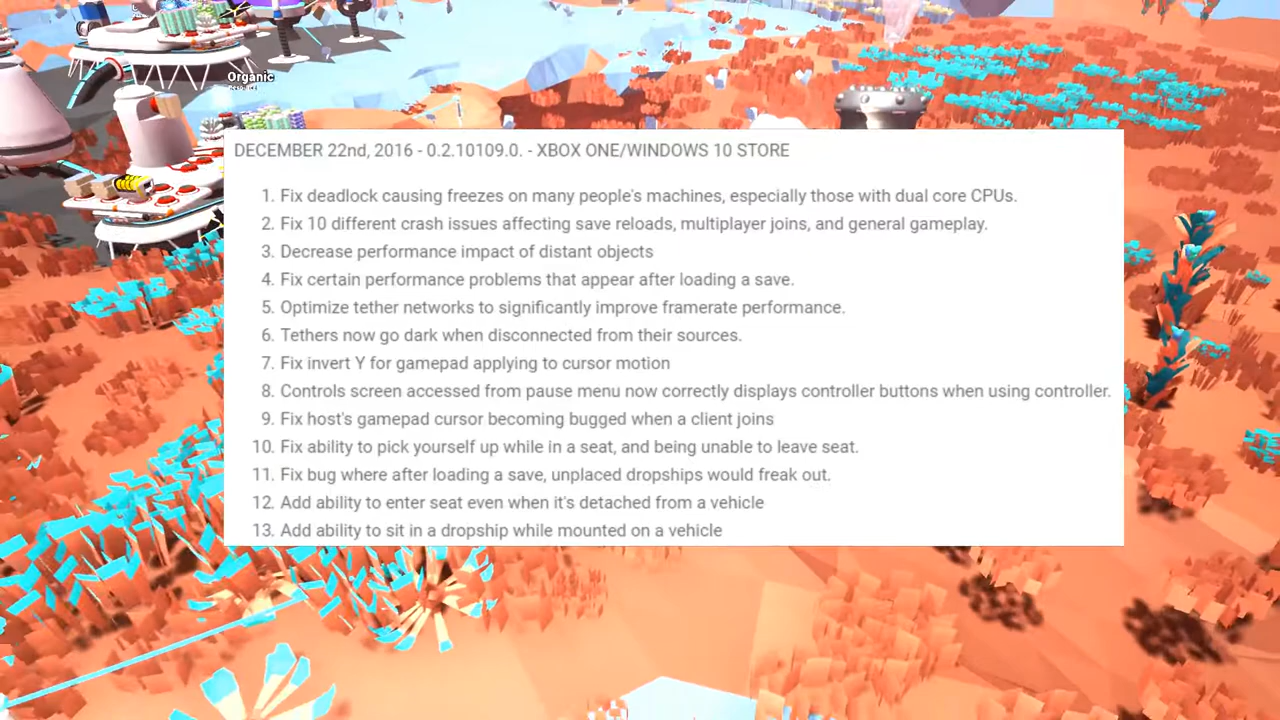 Organic
DECEMBER 22nd, 2016 - 0.2.10109.0. - XBOX ONE/WINDOWS 10 STORE
1. Fix deadlock causing freezes on many people's machines, especially those with dual core CPUs.
2. Fix 10 different crash issues affecting save reloads, multiplayer joins, and general gameplay.
3. Decrease performance impact of distant objects
4. Fix certain performance problems that appear after loading a save.
5. Optimize tether networks to significantly improve framerate performance.
6. Tethers now go dark when disconnected from their sources.
7. Fix invert Y for gamepad applying to cursor motion
8. Controls screen accessed from pause menu now correctly displays controller buttons when using controller.
9. Fix host's gamepad cursor becoming bugged when a client joins
10. Fix ability to pick yourself up while in a seat, and being unable to leave seat.
11. Fix bug where after loading a save, unplaced dropships would freak out.
12. Add ability to enter seat even when it's detached from a vehicle
13. Add ability to sit in a dropship while mounted on a vehicle